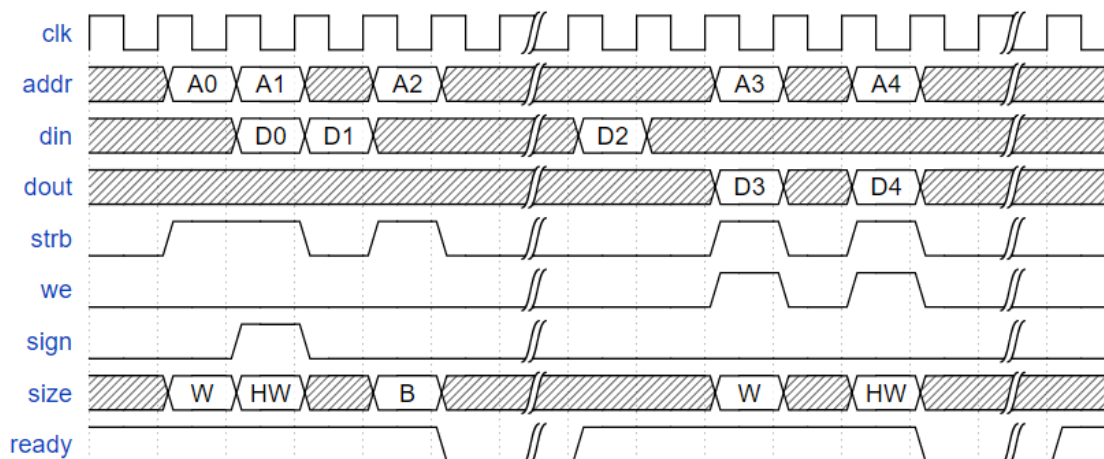 clk
addr A0 A1 A2 A3 A4
din D0 D1 D2
dout D3 D4
strb
we
sign
size W HW B W HW
ready